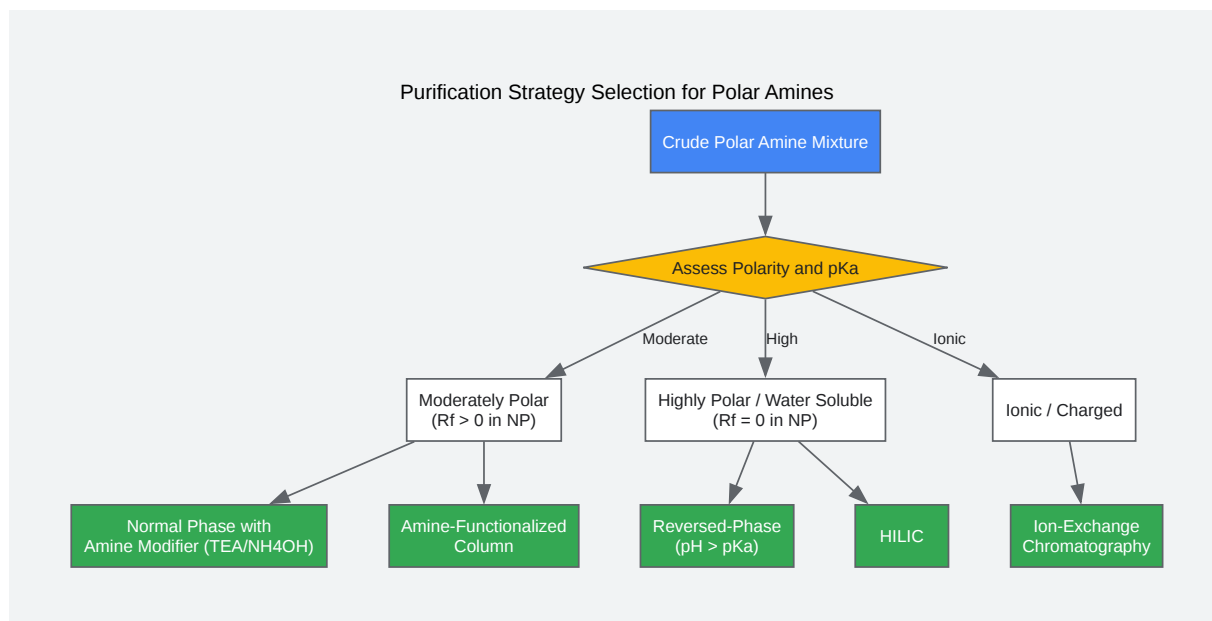 Purification Strategy Selection for Polar Amines
Crude Polar Amine Mixture
Assess Polarity and pKa
Moderate
High
Ionic
Moderately Polar
(Rf > 0 in NP)
Highly Polar / Water Soluble
(Rf = 0 in NP)
Ionic / Charged
Normal Phase with
Amine Modifier (TEA/NH4OH)
Amine-Functionalized
Column
Reversed-Phase
(pH > pKa)
HILIC
Ion-Exchange
Chromatography